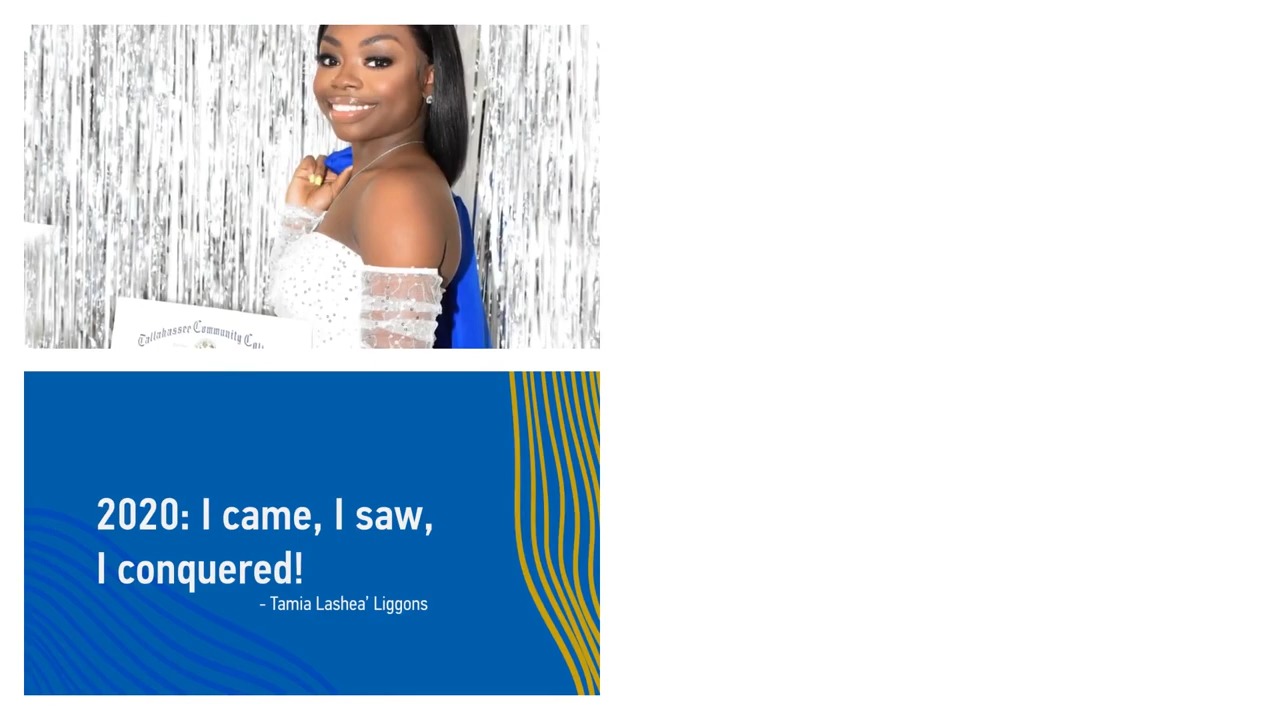 Tallahassee Community
2020: I came, I saw,
I conquered!
- Tamia Lashea’ Liggons